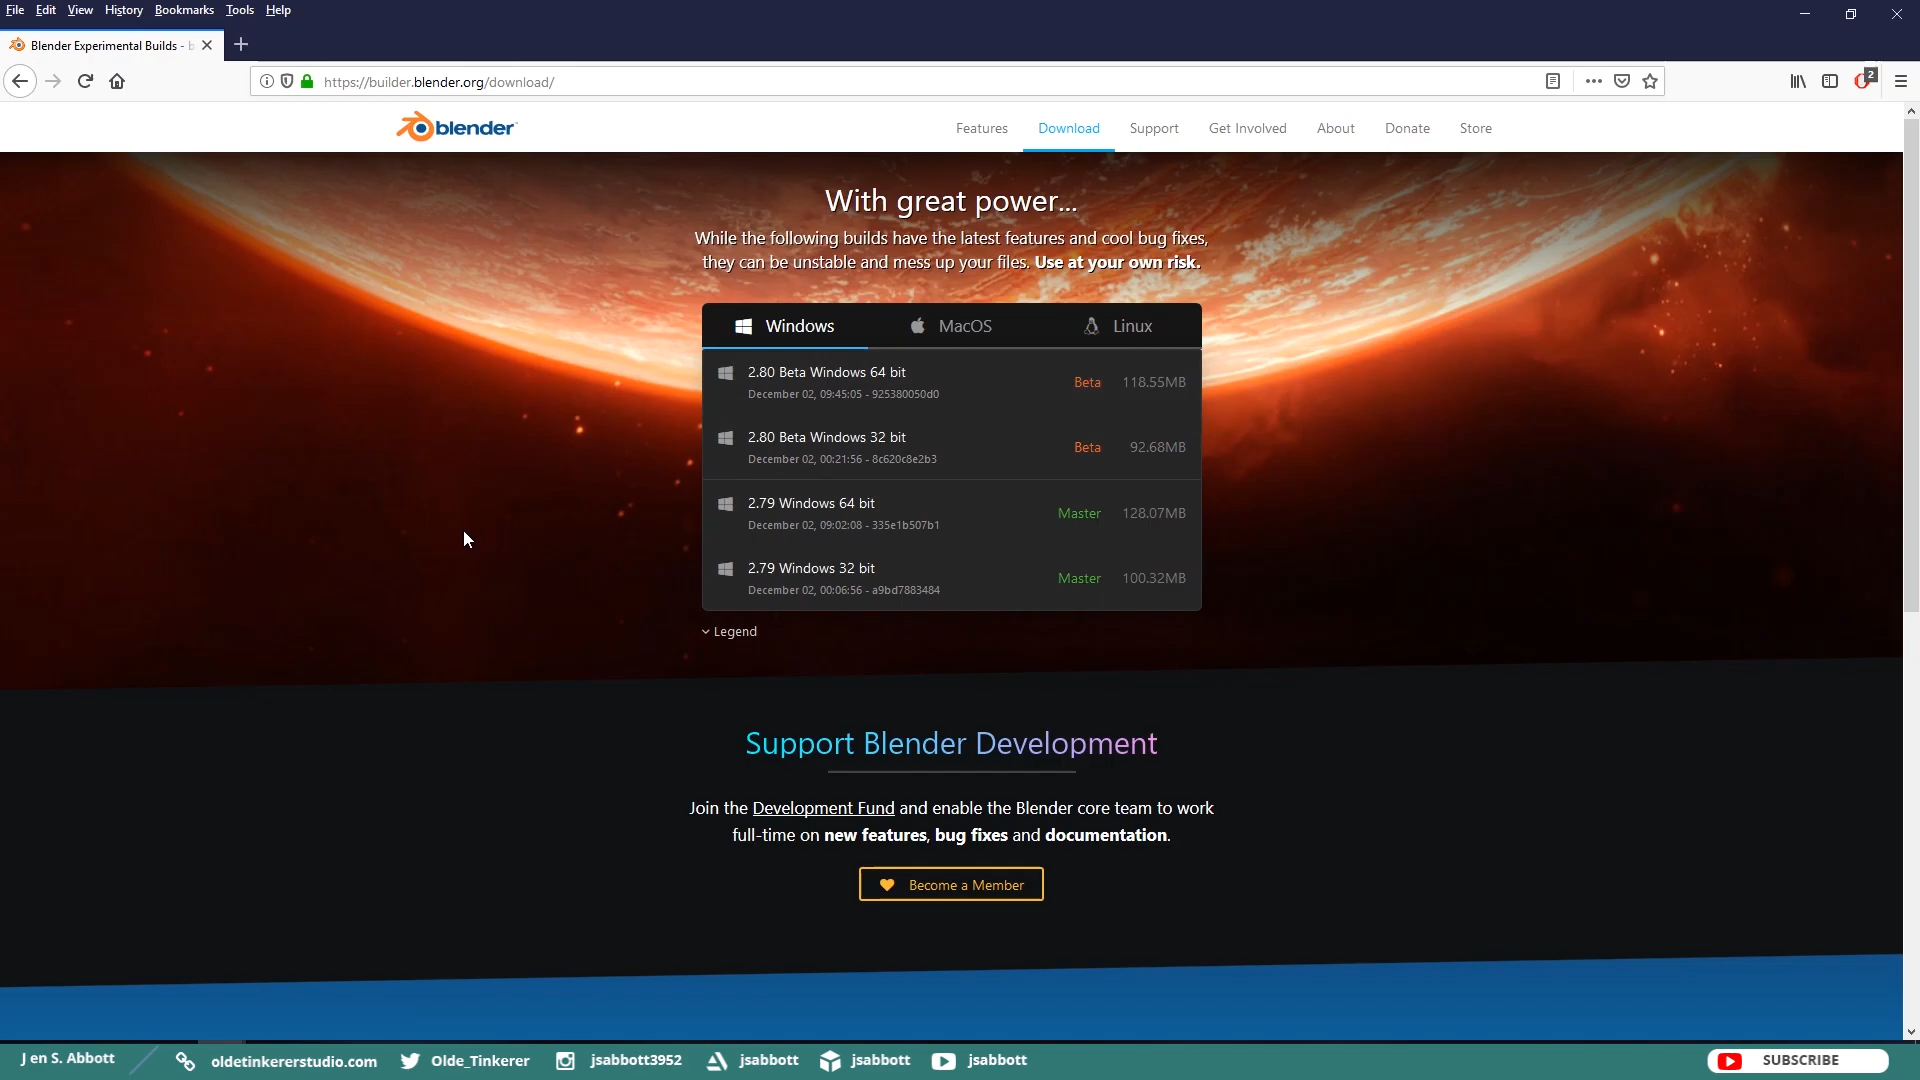 File Edit View History Bookmarks Tools Help
Blender Experimental Builds - b
https://builder.blender.org/download/
2
blender
Features Download Support Get Involved About Donate Store
With great power...
While the following builds have the latest features and cool bug fixes,
they can be unstable and mess up your files. Use at your own risk.
Windows MacOS Linux
2.80 Beta Windows 64 bit
December 02, 09:45:05 - 925380050d0
Beta 118.55MB
2.80 Beta Windows 32 bit
December 02, 00:21:56 - 8c620c8e2b3
Beta 92.68MB
2.79 Windows 64 bit
December 02, 09:02:08 - 335e1b507b1
Master 128.07MB
2.79 Windows 32 bit
December 02, 00:06:56 - a9bd7883484
Master 100.32MB
Legend
Support Blender Development
Join the Development Fund and enable the Blender core team to work
full-time on new features, bug fixes and documentation.
Become a Member
J en S. Abbott oldetinkererstudio.com Olde_Tinkerer jsabbott3952 jsabbott jsabbott jsabbott SUBSCRIBE